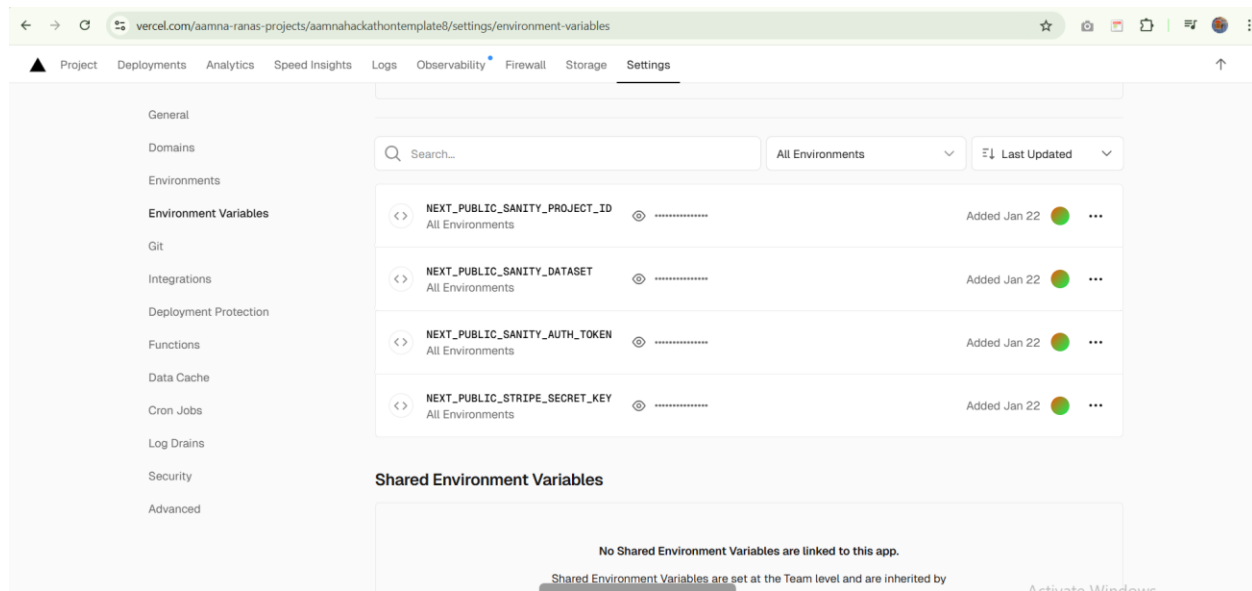 vercel.com/aamna-ranas-projects/aamnahackathontemplate8/settings/environment-variables
Project Deployments Analytics Speed Insights Logs Observability Firewall Storage Settings
General
Domains
Environments
Environment Variables
Git
Integrations
Deployment Protection
Functions
Data Cache
Cron Jobs
Log Drains
Security
Advanced
Search... All Environments Last Updated
NEXT_PUBLIC_SANITY_PROJECT_ID
All Environments
Added Jan 22
NEXT_PUBLIC_SANITY_DATASET
All Environments
Added Jan 22
NEXT_PUBLIC_SANITY_AUTH_TOKEN
All Environments
Added Jan 22
NEXT_PUBLIC_STRIPE_SECRET_KEY
All Environments
Added Jan 22
Shared Environment Variables
No Shared Environment Variables are linked to this app.
Shared Environment Variables are set at the Team level and are inherited by
Activate Windows